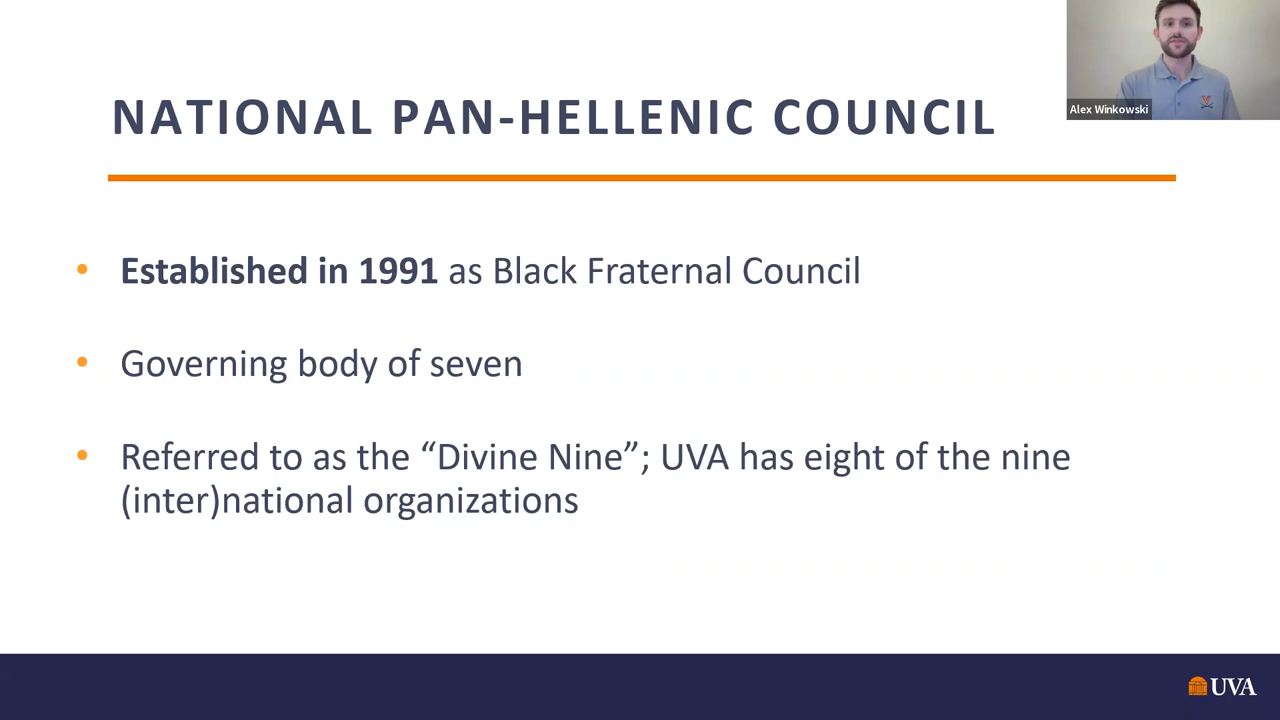 NATIONAL PAN-HELLENIC COUNCIL
Alex Winkowski
• Established in 1991 as Black Fraternal Council
• Governing body of seven
• Referred to as the “Divine Nine”; UVA has eight of the nine
(inter)national organizations
UVA